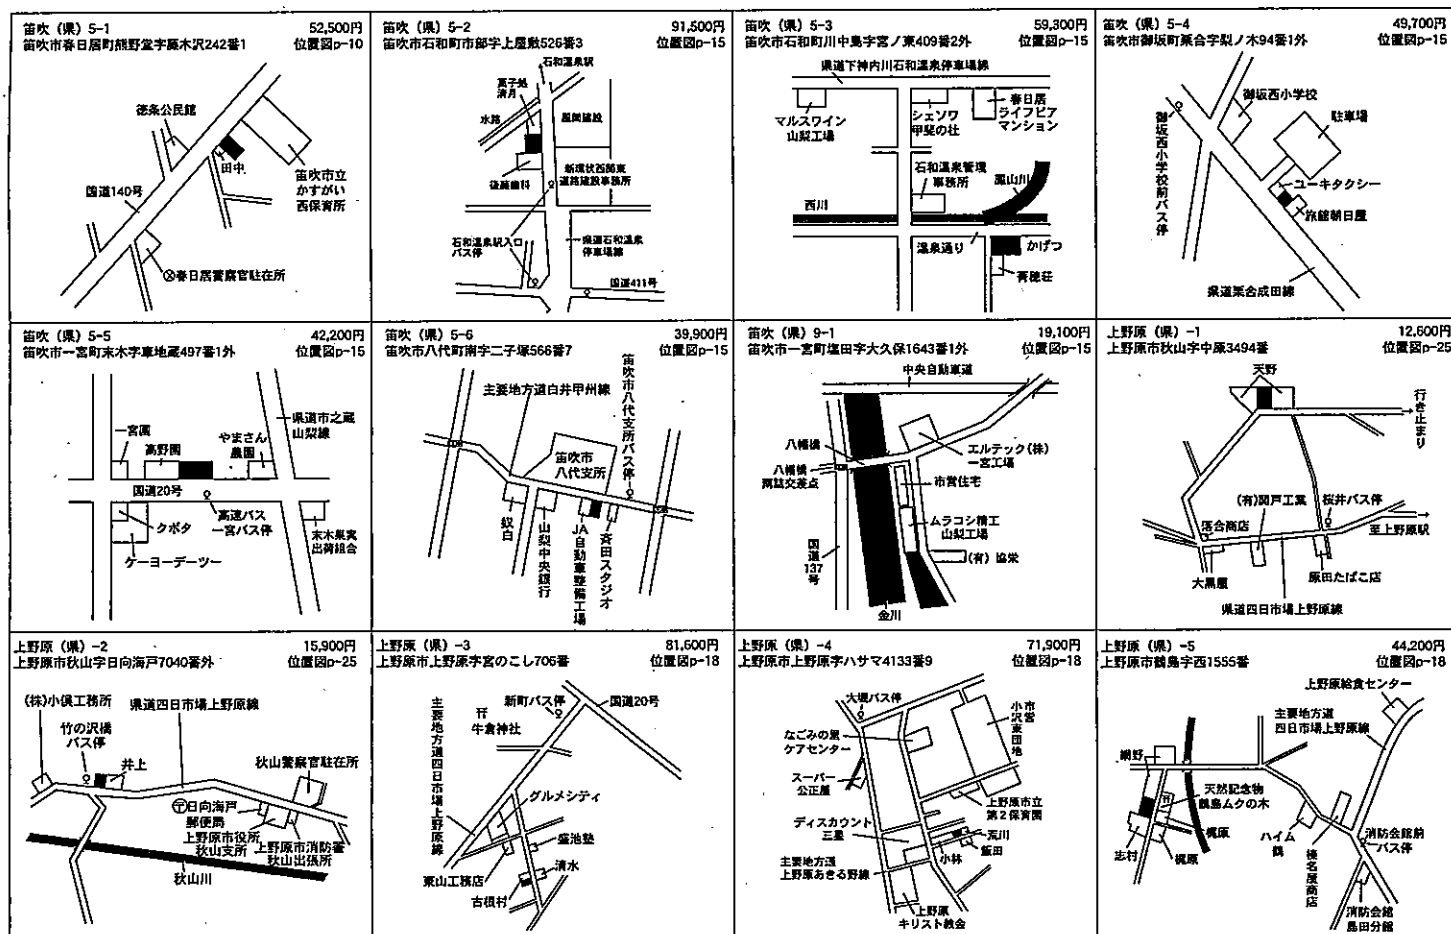 笛吹（県）5-1
52,500円
笛吹市春日居町熊野堂字藤木沢242番1
位置図p-10
徳条公民館
田中
国道140号
笛吹市立
かすがい
西保育所
春日居警察官駐在所
笛吹（県）5-2
91,500円
笛吹市石和町市部字上屋敷526番3
位置図p-15
石和温泉駅
菓子処
清月
水路
風間建設
後藤歯科
新環状西関東
道路建設事務所
石和温泉駅入口
バス停
県道石和温泉
停車場線
国道411号
笛吹（県）5-3
59,300円
笛吹市石和町川中島字宮ノ東409番2外
位置図p-15
県道下神内川石和温泉停車場線
マルスワイン
山梨工場
シェソワ
甲斐の杜
春日居
ライフピア
マンション
石和温泉管理
事務所
西川
温泉通り
かげつ
青穂荘
笛吹（県）5-4
49,700円
笛吹市御坂町栗合字梨ノ木94番1外
位置図p-15
御坂西小学校
御坂西小学校前バス停
駐車場
ユーキタクシー
旅館朝日屋
県道栗合成田線
笛吹（県）5-5
42,200円
笛吹市一宮町末木字車地蔵497番1外
位置図p-15
県道市之蔵
山梨線
一宮園
高野園
やまさん
農園
国道20号
クボタ
高速バス
一宮バス停
ケーヨーデーツー
末木果実
出荷組合
笛吹（県）5-6
39,900円
笛吹市八代町南字二子塚566番7
位置図p-15
主要地方道白井甲州線
笛吹市八代支所バス停
笛吹市
八代支所
奴白
山梨中央銀行
JA自動車整備工場
斉田スタジオ
笛吹（県）9-1
19,100円
笛吹市一宮町塩田字大久保1643番1外
位置図p-15
中央自動車道
八幡橋
エルテック(株)
一宮工場
八幡橋
南詰交差点
市営住宅
ムラコシ精工
山梨工場
国道137号
(有)協栄
金川
上野原（県）-1
12,600円
上野原市秋山字中原3494番
位置図p-25
天野
行き止まり
(有)関戸工業
桜井バス停
落合商店
至上野原駅
大黒屋
原田たばこ店
県道四日市場上野原線
上野原（県）-2
15,900円
上野原市秋山字日向海戸7040番外
位置図p-25
(株)小俣工務所
県道四日市場上野原線
竹の沢橋
バス停
井上
秋山警察官駐在所
日向海戸
郵便局
上野原市役所
秋山支所
上野原市消防署
秋山出張所
秋山川
上野原（県）-3
81,600円
上野原市上野原字宮のこし706番
位置図p-18
主要地方道四日市場上野原線
新町バス停
国道20号
牛倉神社
グルメシティ
盛池塾
東山工務店
清水
古根村
上野原（県）-4
71,900円
上野原市上野原字ハサマ4133番9
位置図p-18
大堀バス停
なごみの里
ケアセンター
市営
小沢東団地
スーパー
公正屋
上野原市立
第2保育園
ディスカウント
三星
荒川
飯田
小林
主要地方道
上野原あきる野線
上野原
キリスト教会
上野原（県）-5
44,200円
上野原市鶴島字西1555番
位置図p-18
上野原給食センター
主要地方道
四日市場上野原線
網野
天然記念物
鶴島ムクの木
梶原
志村
梶原
ハイム
鶴
榛名屋商店
消防会館前
バス停
消防会館
島田分館